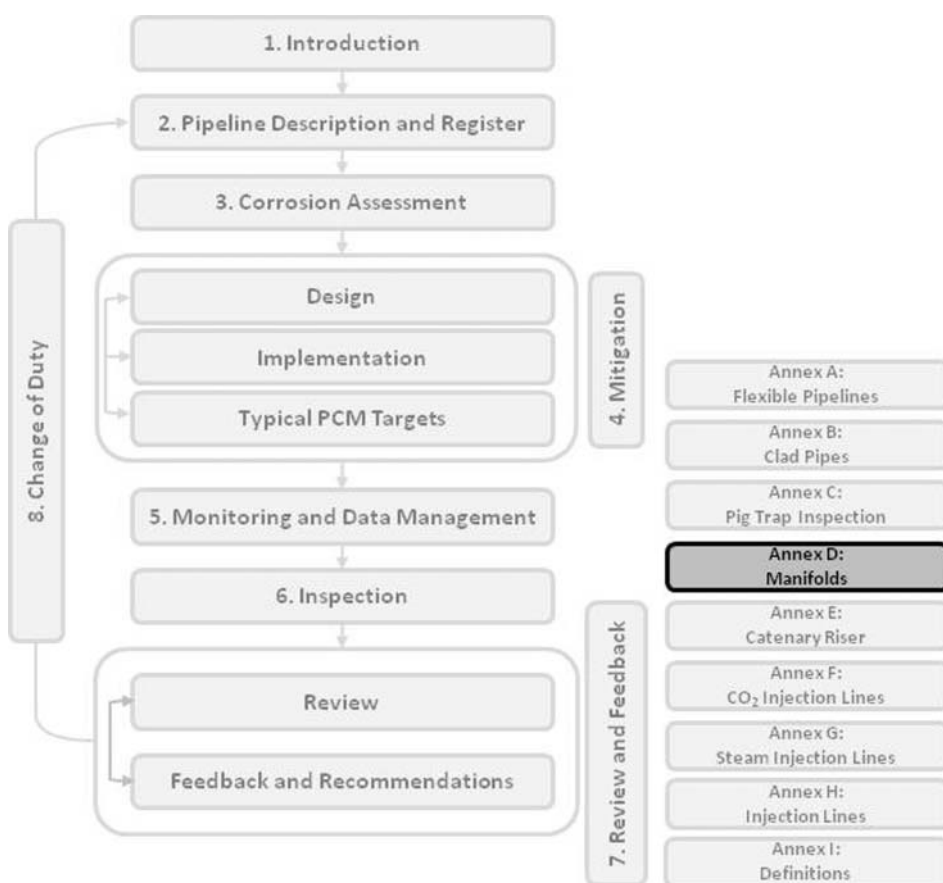 1. Introduction
2. Pipeline Description and Register
3. Corrosion Assessment
Design
Implementation
Typical PCM Targets
4. Mitigation
5. Monitoring and Data Management
6. Inspection
Review
Feedback and Recommendations
7. Review and Feedback
8. Change of Duty
Annex A:
Flexible Pipelines
Annex B:
Clad Pipes
Annex C:
Pig Trap Inspection
Annex D:
Manifolds
Annex E:
Catenary Riser
Annex F:
CO₂ Injection Lines
Annex G:
Steam Injection Lines
Annex H:
Injection Lines
Annex I:
Definitions